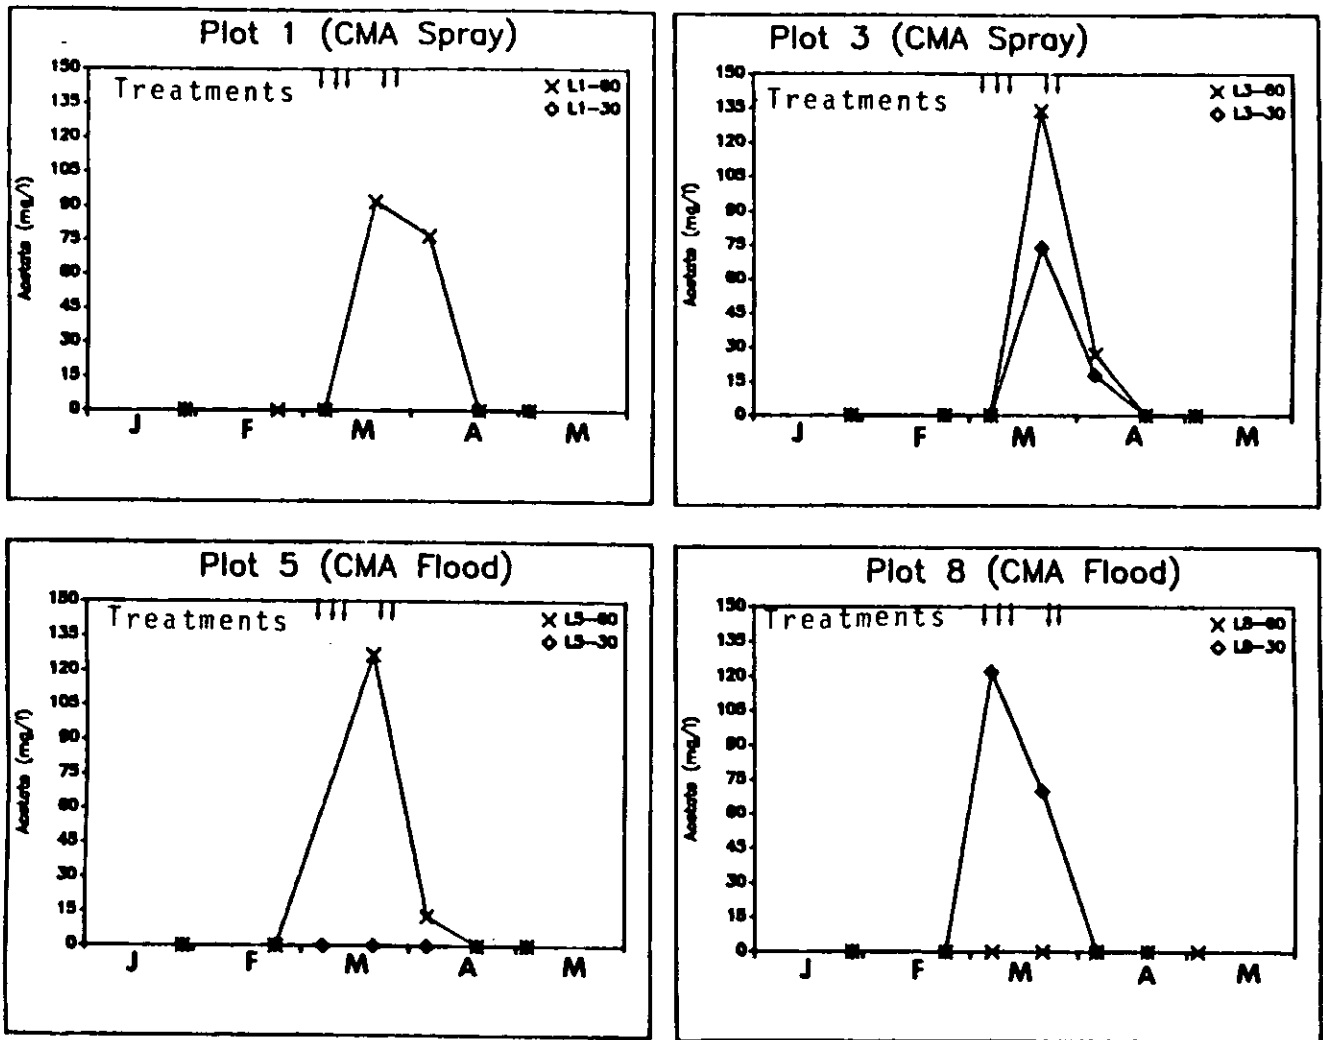 Plot 1 (CMA Spray)
Treatments
× L1-60
◇ L1-30
150
135
120
105
90
75
60
45
30
15
0
Acetate (mg/l)
J F M A M
Plot 3 (CMA Spray)
Treatments
× L3-60
◇ L3-30
150
135
120
105
90
75
60
45
30
15
0
Acetate (mg/l)
J F M A M
Plot 5 (CMA Flood)
Treatments
× L5-60
◇ L5-30
150
135
120
105
90
75
60
45
30
15
0
Acetate (mg/l)
J F M A M
Plot 8 (CMA Flood)
Treatments
× L8-60
◇ L8-30
150
135
120
105
90
75
60
45
30
15
0
Acetate (mg/l)
J F M A M